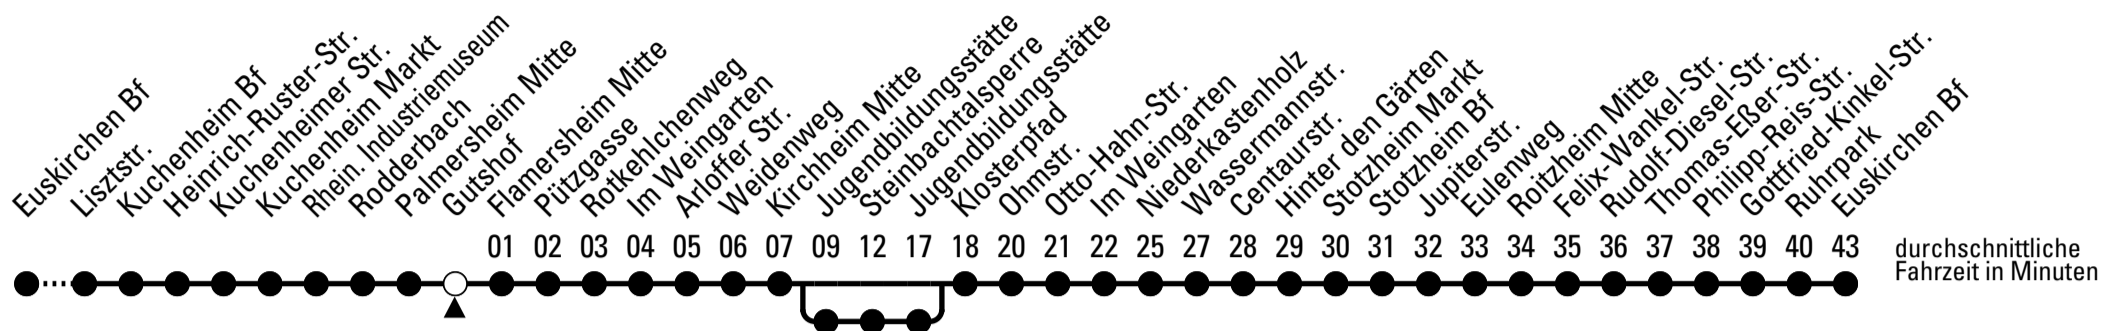 Euskirchen Bf
Lisztstr.
Kuchenheim Bf
Heinrich-Ruster-Str.
Kuchenheimer Str.
Kuchenheim Markt
Rhein. Industriemuseum
Rodderbach
Palmersheim Mitte
Gutshof
Flamersheim Mitte
Pützgasse
Rotkehlchenweg
Im Weingarten
Arloffer Str.
Weidenweg
Kirchheim Mitte
Jugendbildungsstätte
Steinbachtalsperre
Jugendbildungsstätte
Klosterpfad
Ohmstr.
Otto-Hahn-Str.
Im Weingarten
Niederkastenholz
Wassermannstr.
Centaurstr.
Hinter den Gärten
Stotzheim Markt
Stotzheim Bf
Jupiterstr.
Eulenweg
Roitzheim Mitte
Felix-Wankel-Str.
Rudolf-Diesel-Str.
Thomas-Eßer-Str.
Philipp-Reis-Str.
Gottfried-Kinkel-Str.
Ruhrpark
Euskirchen Bf
01 02 03 04 05 06 07 09 12 17 18 20 21 22 25 27 28 29 30 31 32 33 34 35 36 37 38 39 40 43
durchschnittliche
Fahrzeit in Minuten